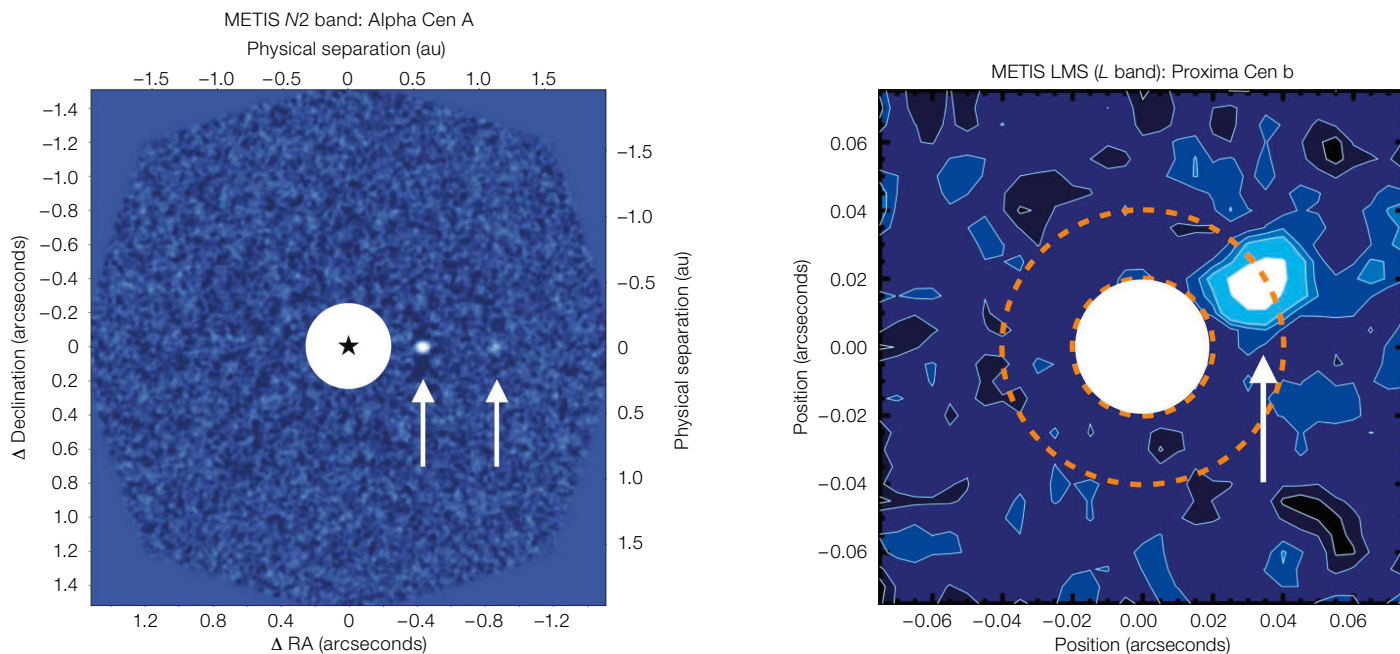 METIS N2 band: Alpha Cen A
Physical separation (au)
−1.5 −1.0 −0.5 0 0.5 1.0 1.5
−1.4
−1.2
−1.0
−0.8
−0.6
−0.4
−0.2
0
0.2
0.4
0.6
0.8
1.0
1.2
1.4
Δ Declination (arcseconds)
−1.5
−1.0
−0.5
0
0.5
1.0
1.5
Physical separation (au)
1.2 0.8 0.4 0 −0.4 −0.8 −1.2
Δ RA (arcseconds)
METIS LMS (L band): Proxima Cen b
0.06
0.04
0.02
0.00
−0.02
−0.04
−0.06
Position (arcseconds)
−0.06 −0.04 −0.02 0.00 0.02 0.04 0.06
Position (arcseconds)